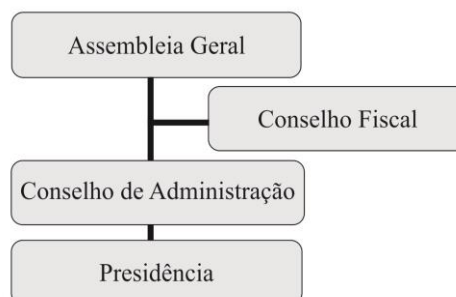 Assembleia Geral
Conselho Fiscal
Conselho de Administração
Presidência